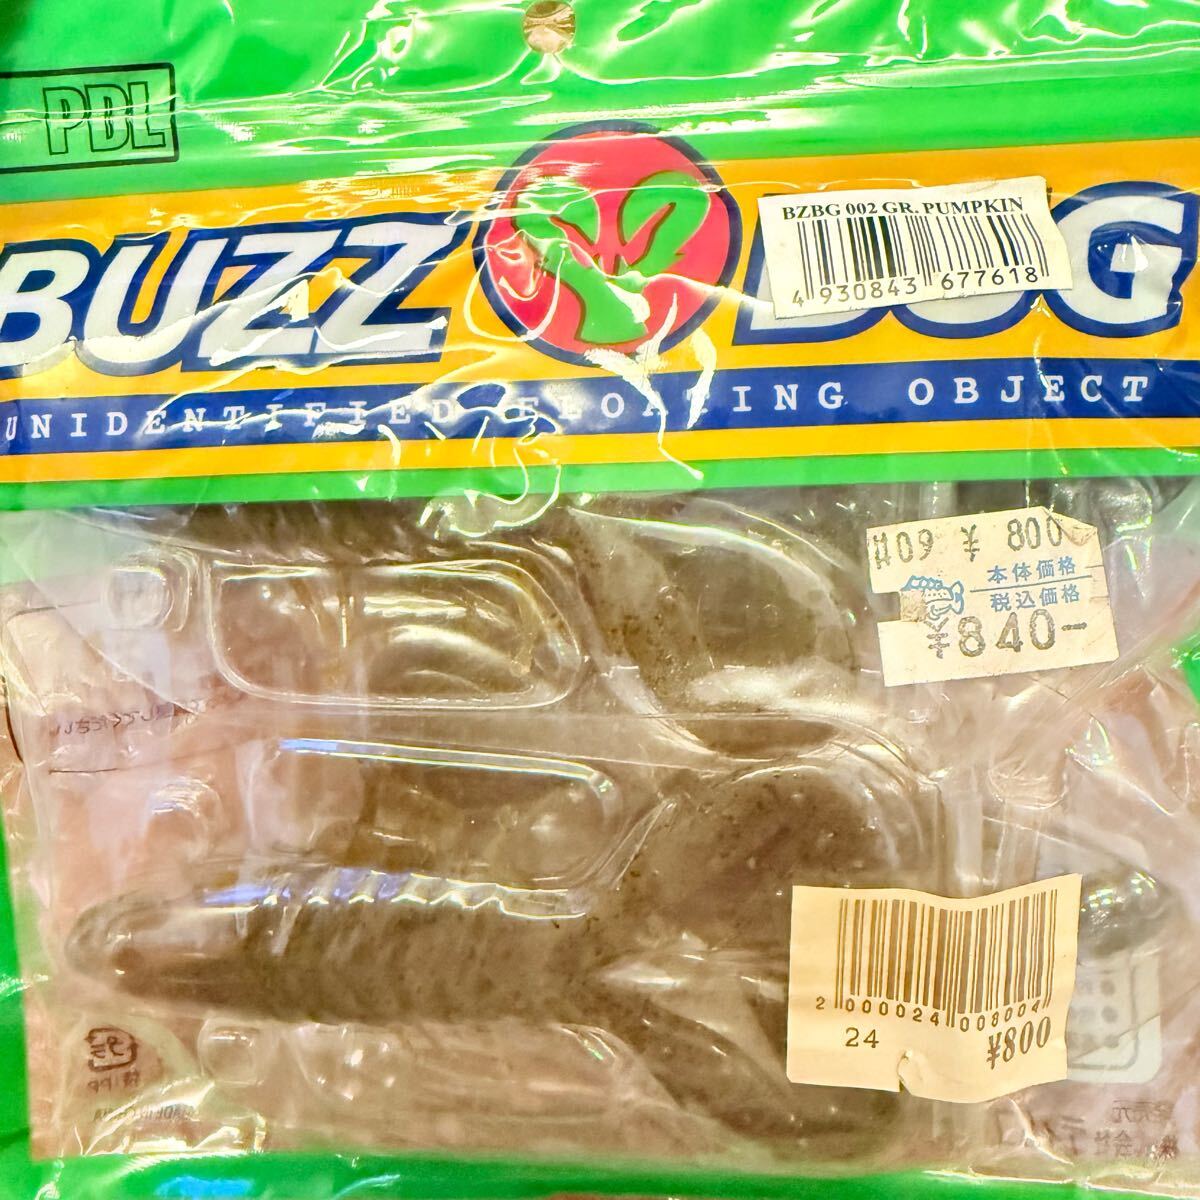 PDL
BUZZ BUG
UNIDENTIFIED FLOATING OBJECT
BZBG 002 GR. PUMPKIN
4 930843 677618
09 ¥ 800
本体価格
税込価格
¥840-
2 000024 008004
24 ¥800